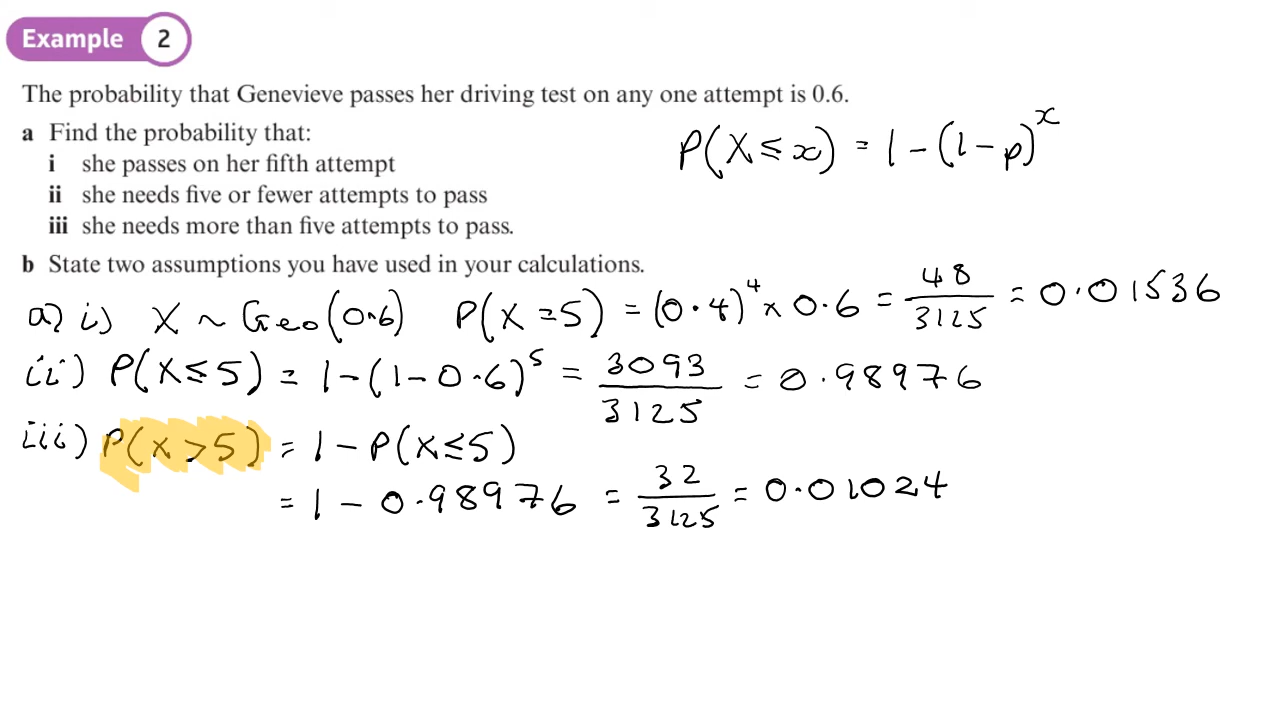 Example 2
The probability that Genevieve passes her driving test on any one attempt is 0.6.
a Find the probability that:
i she passes on her fifth attempt
ii she needs five or fewer attempts to pass
iii she needs more than five attempts to pass.
b State two assumptions you have used in your calculations.
P(X ≤ x) = 1 - (1 - p)^x
a) i) X ~ Geo(0.6) P(X = 5) = (0.4)^4 × 0.6 = 48/3125 = 0.01536
ii) P(X ≤ 5) = 1 - (1 - 0.6)^5 = 3093/3125 = 0.98976
iii) P(X > 5) = 1 - P(X ≤ 5)
= 1 - 0.98976 = 32/3125 = 0.01024